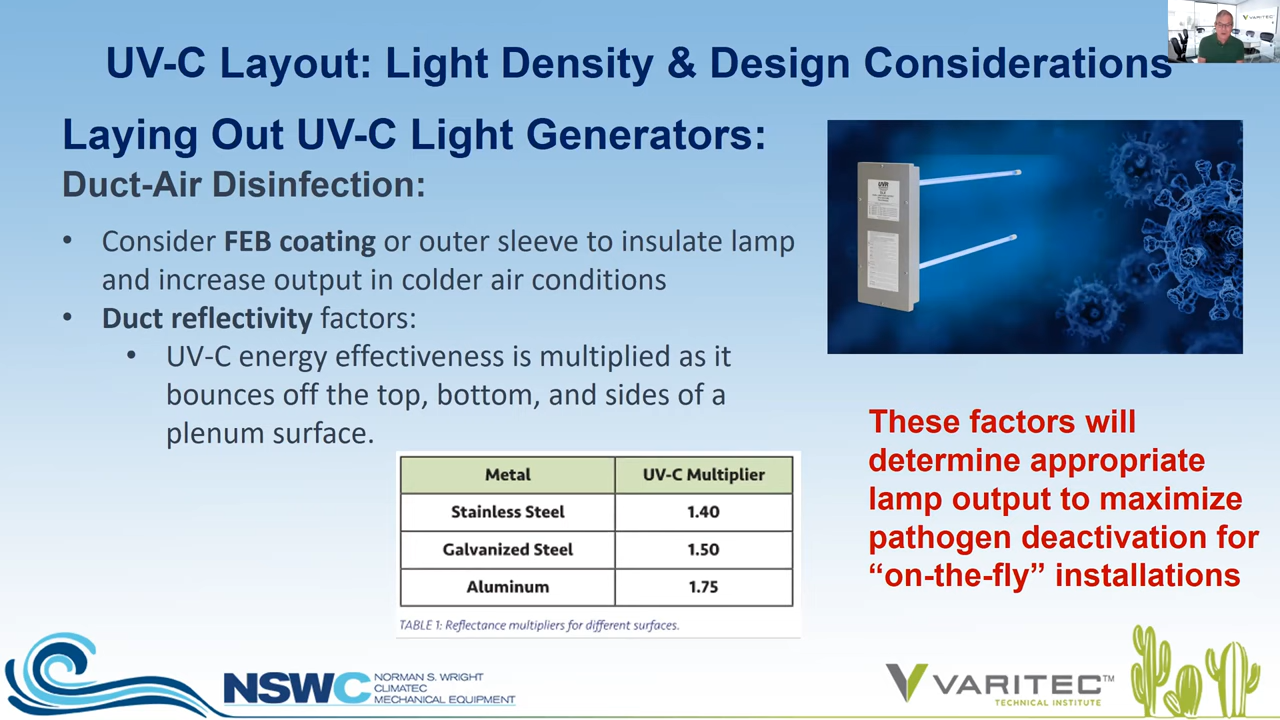 UV-C Layout: Light Density & Design Considerations
VARITEC
Laying Out UV-C Light Generators:
Duct-Air Disinfection:
• Consider FEB coating or outer sleeve to insulate lamp
and increase output in colder air conditions
• Duct reflectivity factors:
• UV-C energy effectiveness is multiplied as it
bounces off the top, bottom, and sides of a
plenum surface.
UVR
Metal UV-C Multiplier
Stainless Steel 1.40
Galvanized Steel 1.50
Aluminum 1.75
TABLE 1: Reflectance multipliers for different surfaces.
These factors will
determine appropriate
lamp output to maximize
pathogen deactivation for
“on-the-fly” installations
NSWC
NORMAN S. WRIGHT
CLIMATEC
MECHANICAL EQUIPMENT
VARITEC™
TECHNICAL INSTITUTE